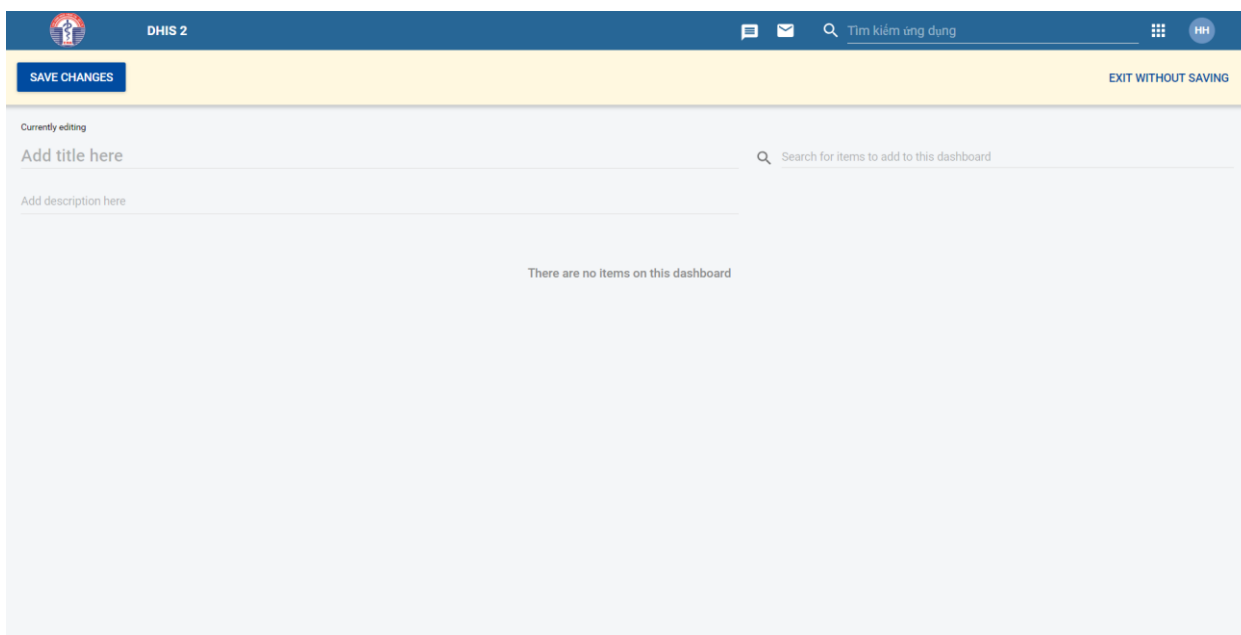 DHIS 2
Tìm kiếm ứng dụng
HH
SAVE CHANGES
EXIT WITHOUT SAVING
Currently editing
Add title here
Search for items to add to this dashboard
Add description here
There are no items on this dashboard